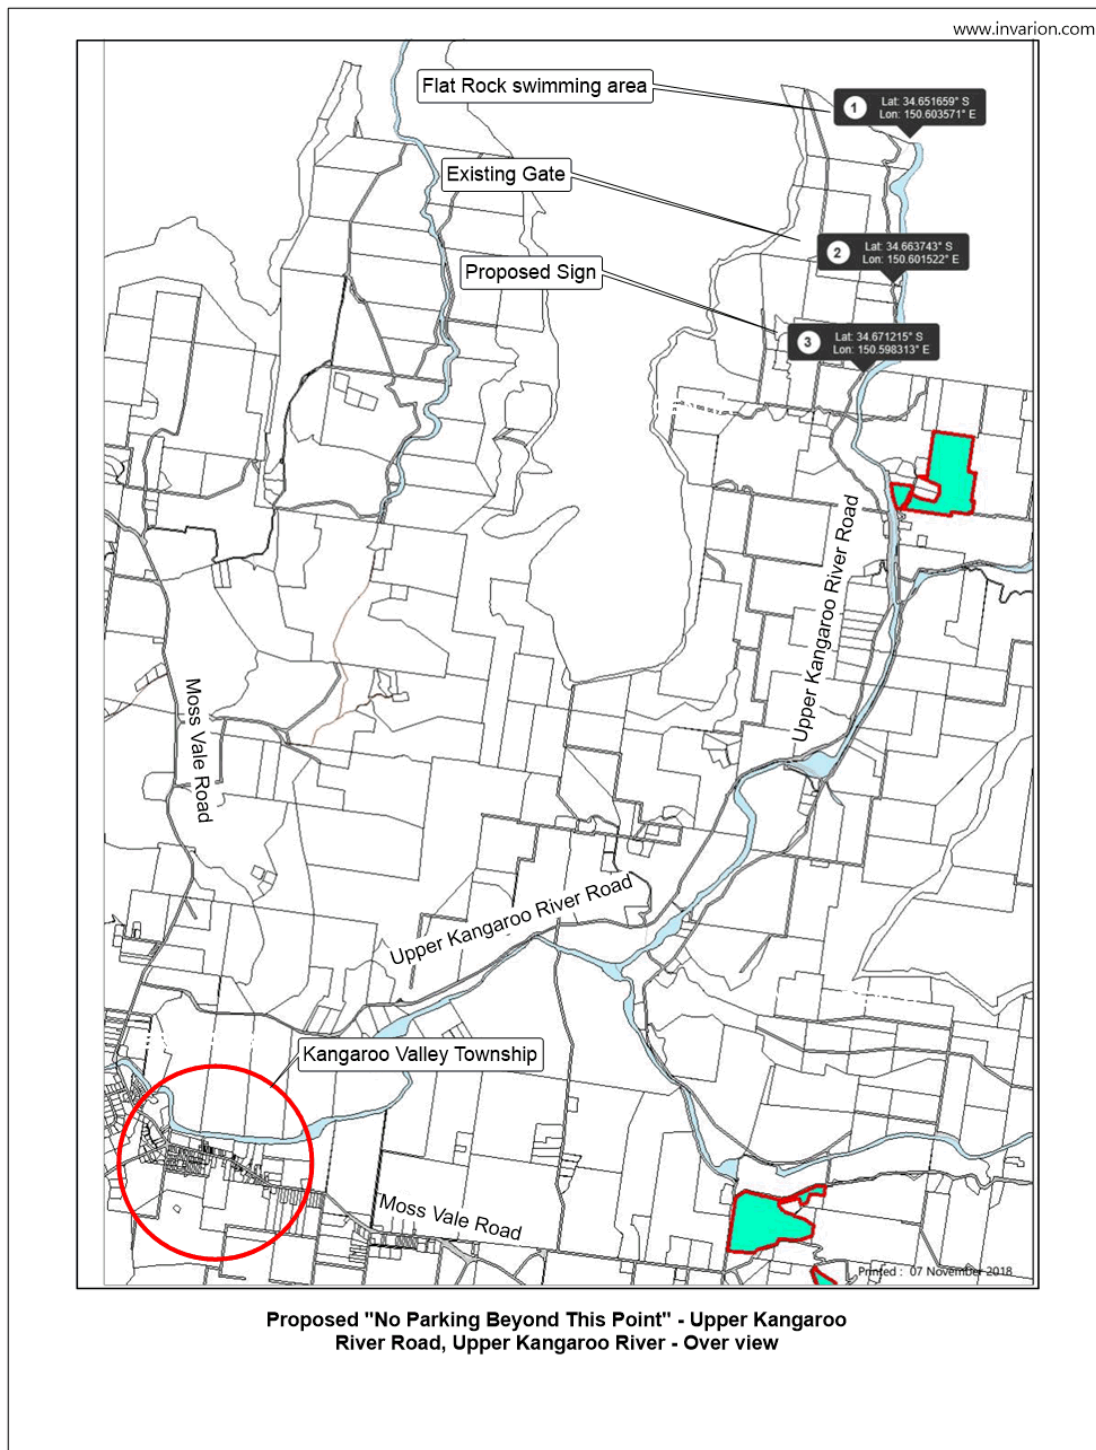 www.invarion.com
Flat Rock swimming area
1
Lat: 34.651659° S
Lon: 150.603571° E
Existing Gate
2
Lat: 34.663743° S
Lon: 150.601522° E
Proposed Sign
3
Lat: 34.671215° S
Lon: 150.598313° E
Upper Kangaroo River Road
Moss Vale Road
Upper Kangaroo River Road
Kangaroo Valley Township
Moss Vale Road
Printed : 07 November 2018
Proposed "No Parking Beyond This Point" - Upper Kangaroo
River Road, Upper Kangaroo River - Over view